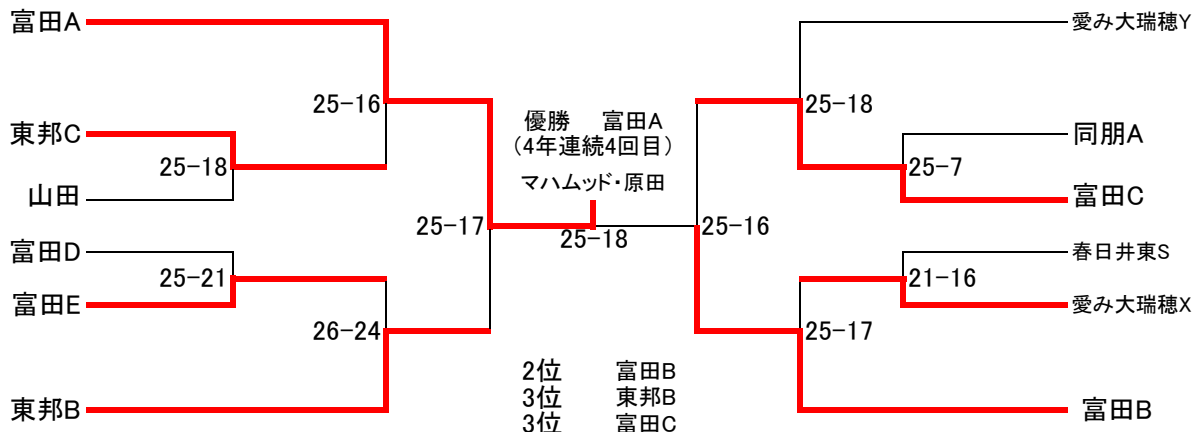 富田A
25-16
東邦C
25-18
山田
25-17
富田D
25-21
富田E
26-24
東邦B
優勝 富田A
(4年連続4回目)
マハムッド・原田
25-18
2位 富田B
3位 東邦B
3位 富田C
愛み大瑞穂Y
25-18
同朋A
25-7
富田C
25-16
春日井東S
21-16
愛み大瑞穂X
25-17
富田B